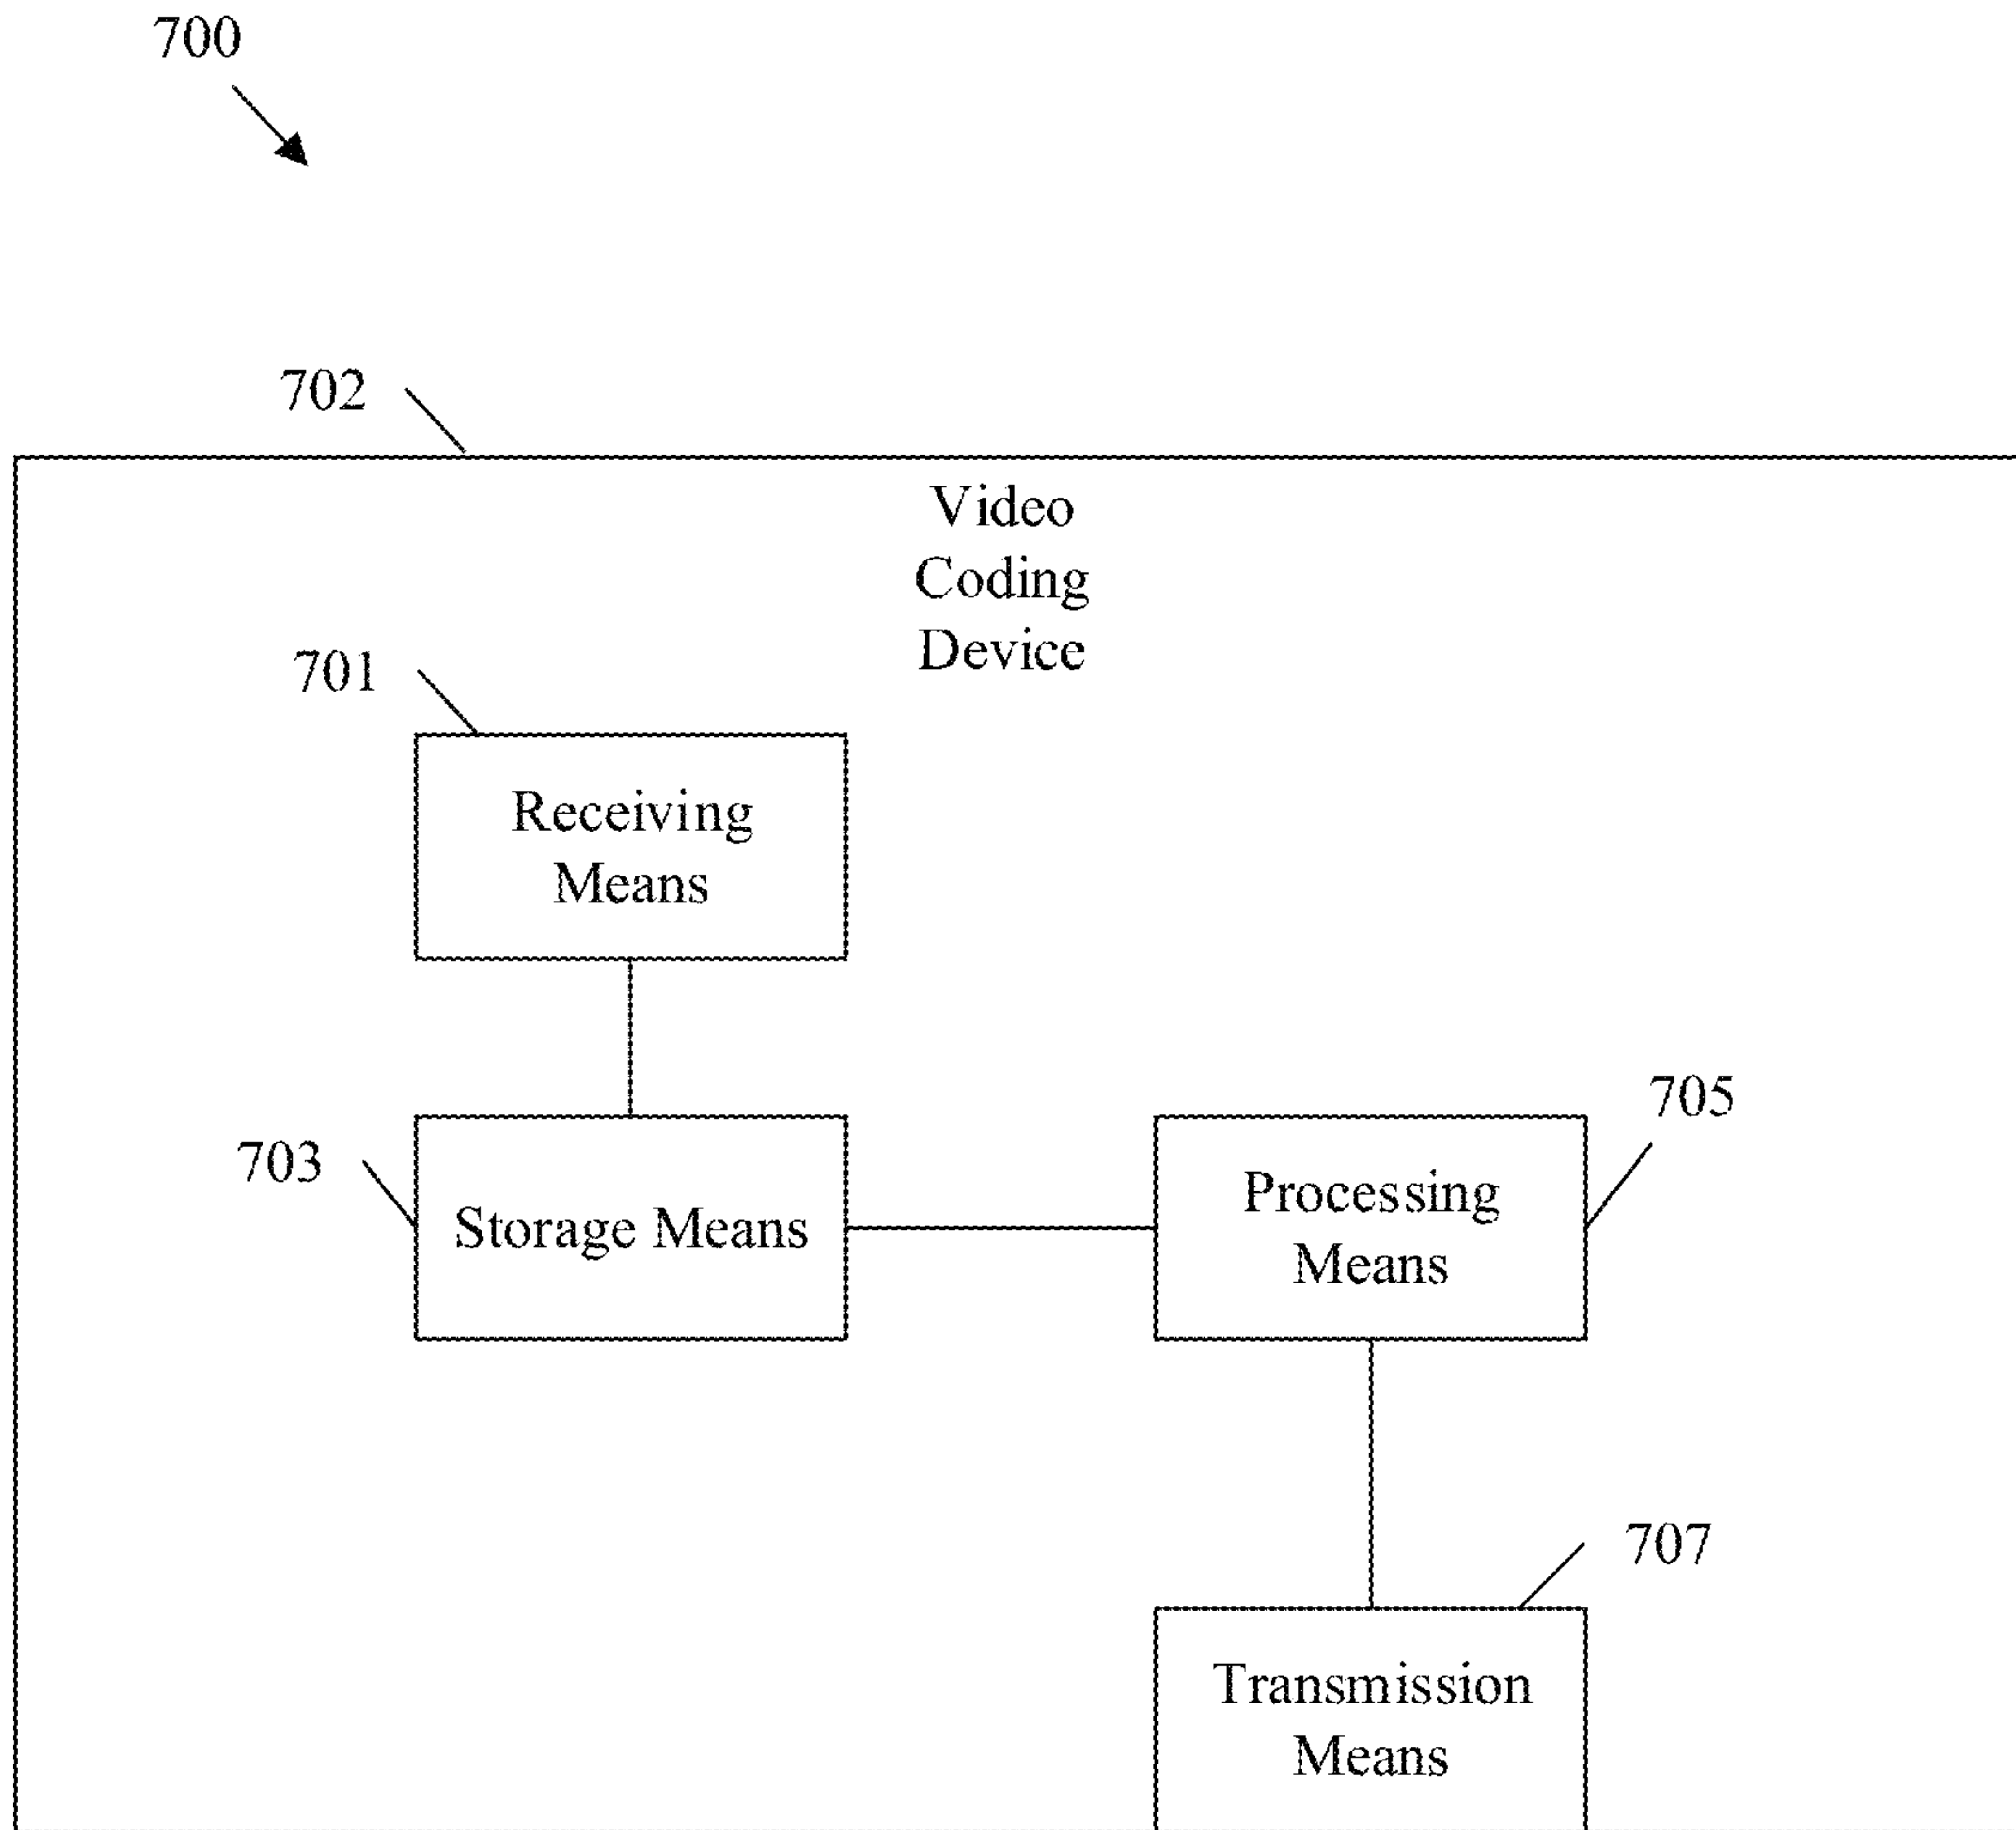 700
702
Video
Coding
Device
701
Receiving
Means
703
Storage Means
705
Processing
Means
707
Transmission
Means